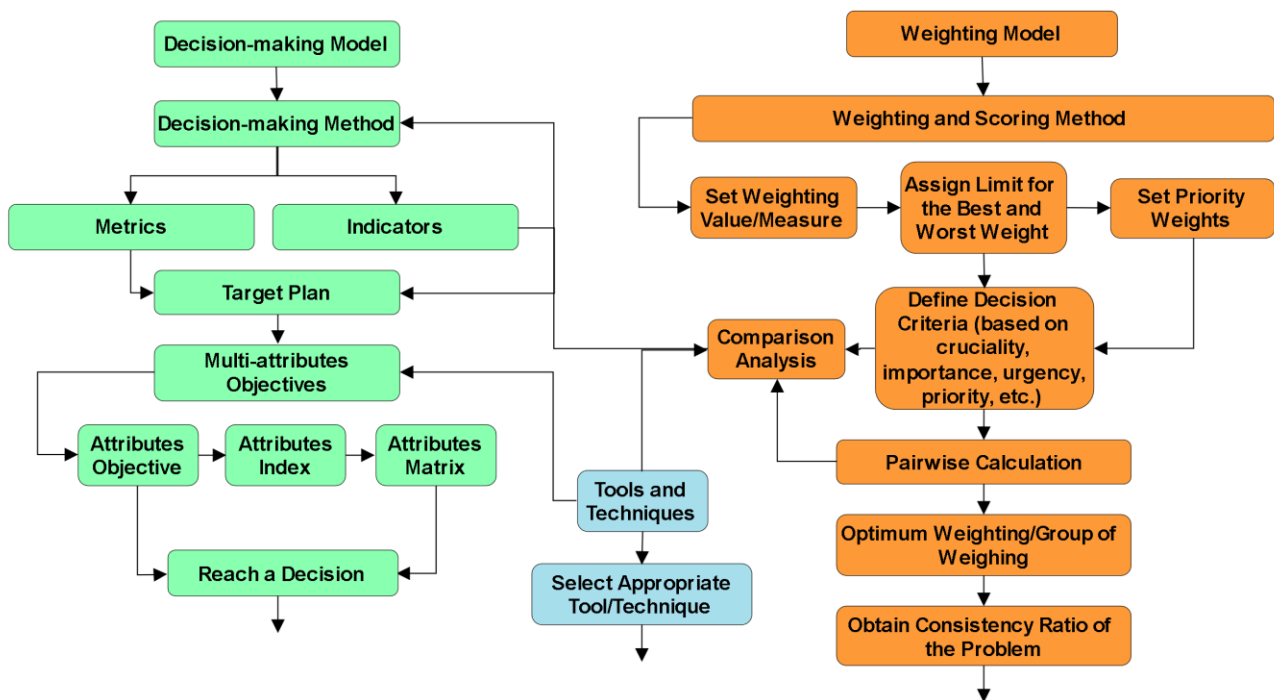 Decision-making Model
Decision-making Method
Metrics
Indicators
Target Plan
Multi-attributes
Objectives
Attributes
Objective
Attributes
Index
Attributes
Matrix
Reach a Decision
Tools and
Techniques
Select Appropriate
Tool/Technique
Weighting Model
Weighting and Scoring Method
Set Weighting
Value/Measure
Assign Limit for
the Best and
Worst Weight
Set Priority
Weights
Comparison
Analysis
Define Decision
Criteria (based on
cruciality,
importance, urgency,
priority, etc.)
Pairwise Calculation
Optimum Weighting/Group of
Weighing
Obtain Consistency Ratio of
the Problem